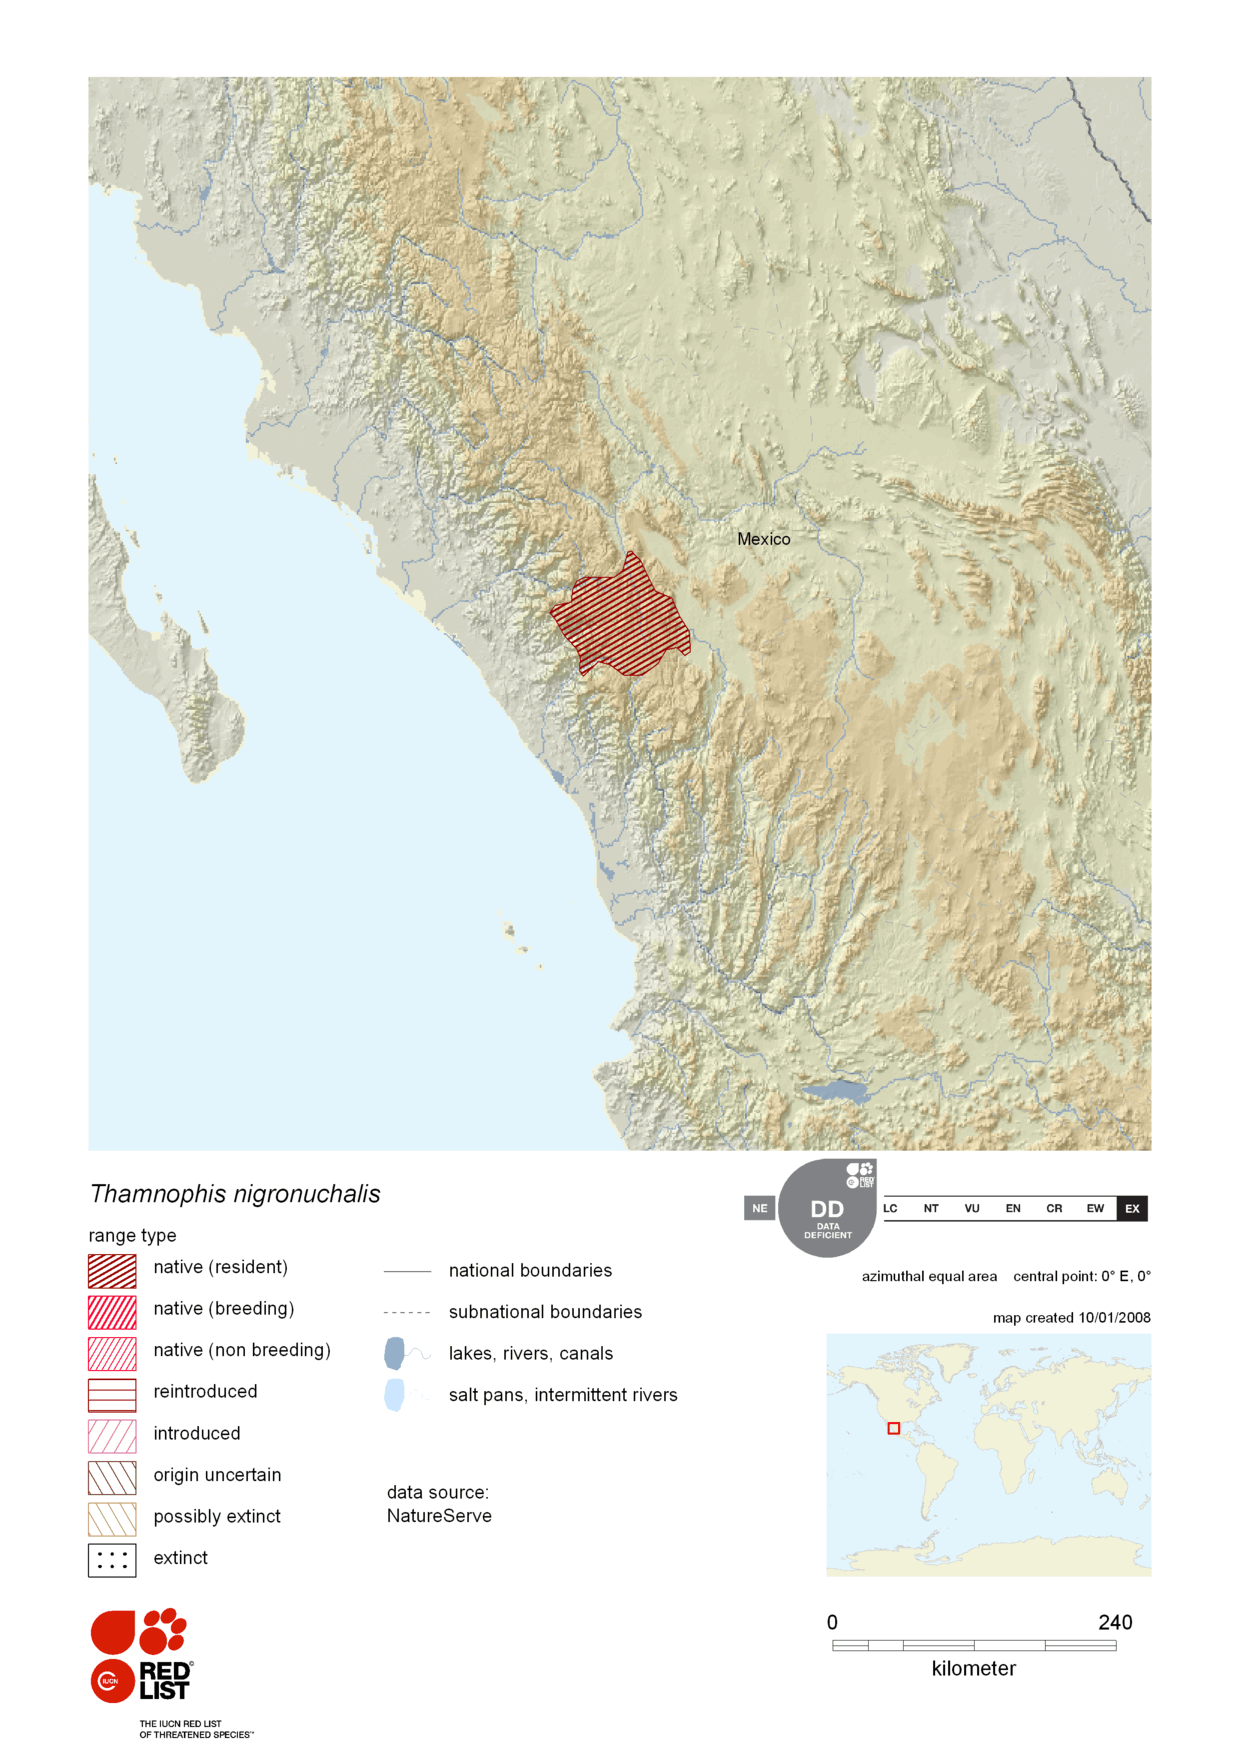 Mexico
Thamnophis nigronuchalis
range type
native (resident)
native (breeding)
native (non breeding)
reintroduced
introduced
origin uncertain
possibly extinct
extinct
national boundaries
subnational boundaries
lakes, rivers, canals
salt pans, intermittent rivers
data source:
NatureServe
RED LIST
NE DD LC NT VU EN CR EW EX
DATA
DEFICIENT
azimuthal equal area central point: 0° E, 0°
map created 10/01/2008
0 240
kilometer
IUCN
RED©
LIST
THE IUCN RED LIST
OF THREATENED SPECIES™